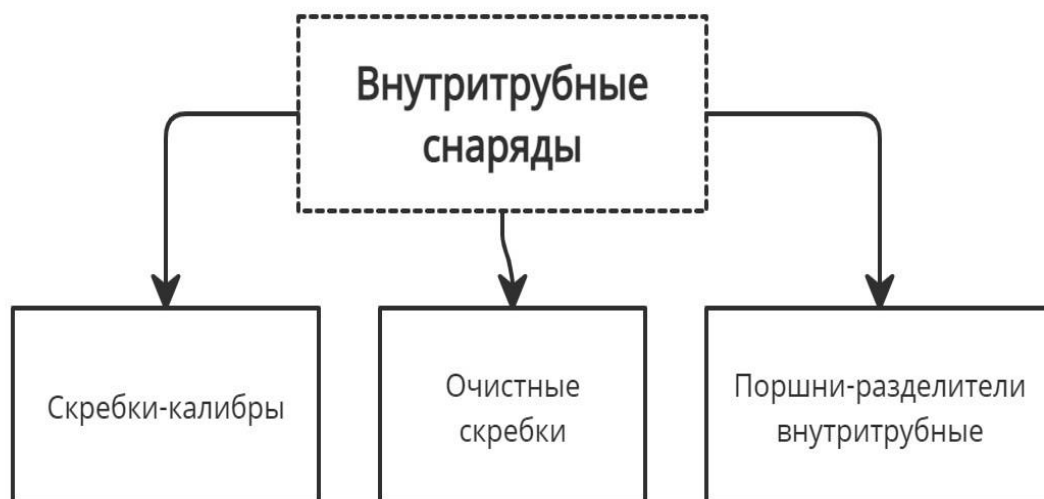 Внутритрубные
снаряды
Скребки-калибры
Очистные
скребки
Поршни-разделители
внутритрубные